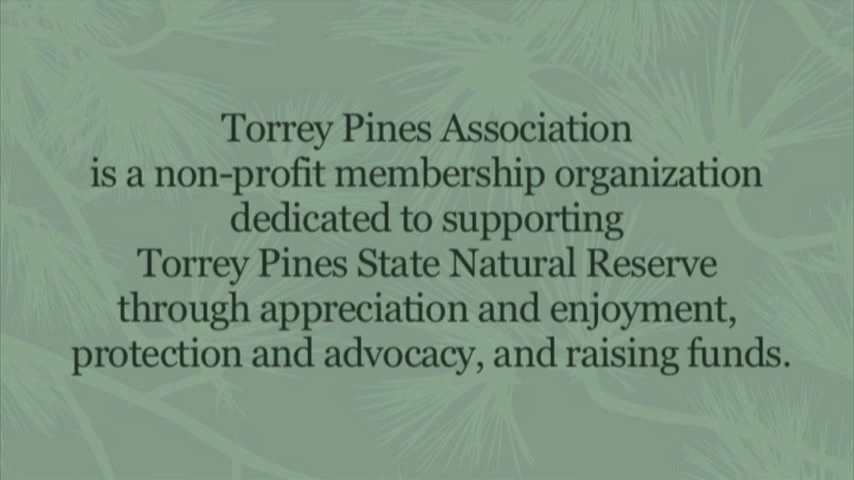 Torrey Pines Association
is a non-profit membership organization
dedicated to supporting
Torrey Pines State Natural Reserve
through appreciation and enjoyment,
protection and advocacy, and raising funds.